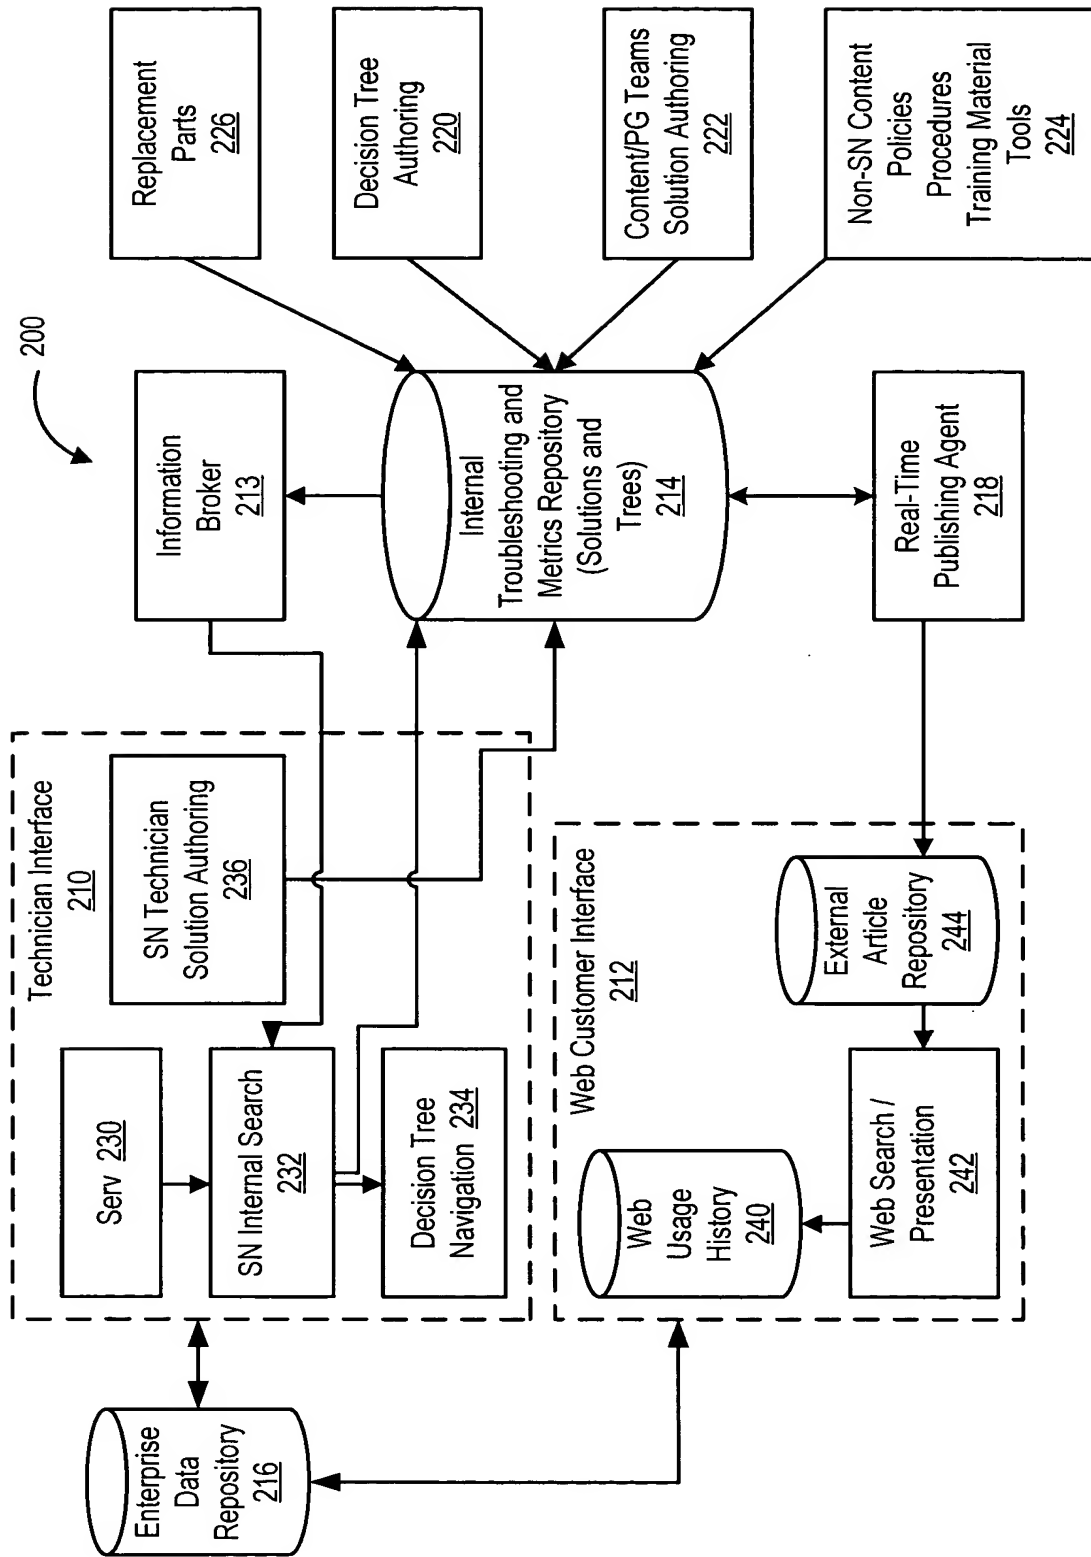 200
Technician Interface
210
Serv 230
SN Internal Search
232
Decision Tree
Navigation 234
SN Technician
Solution Authoring
236
Enterprise
Data
Repository
216
Web Customer Interface
212
Web
Usage
History
240
Web Search /
Presentation
242
External
Article
Repository
244
Information
Broker
213
Internal
Troubleshooting and
Metrics Repository
(Solutions and
Trees)
214
Real-Time
Publishing Agent
218
Replacement
Parts
226
Decision Tree
Authoring
220
Content/PG Teams
Solution Authoring
222
Non-SN Content
Policies
Procedures
Training Material
Tools
224